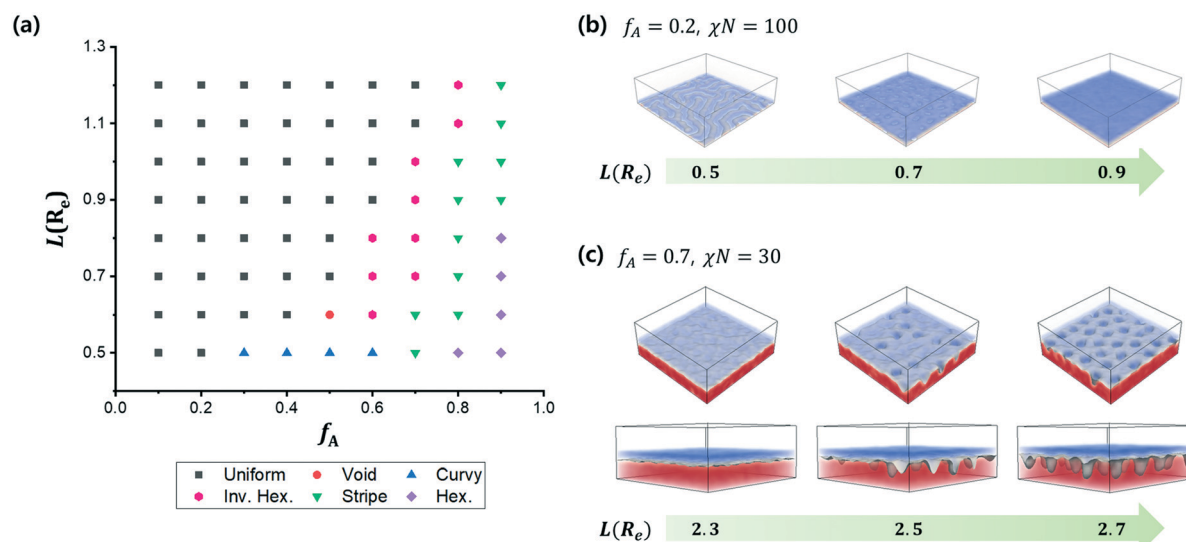 (a)
1.3
1.2
1.1
1.0
0.9
0.8
0.7
0.6
0.5
L(Rₑ)
0.0 0.2 0.4 0.6 0.8 1.0
f_A
Uniform Void Curvy
Inv. Hex. Stripe Hex.
(b) f_A = 0.2, χN = 100
L(Rₑ) 0.5 0.7 0.9
(c) f_A = 0.7, χN = 30
L(Rₑ) 2.3 2.5 2.7